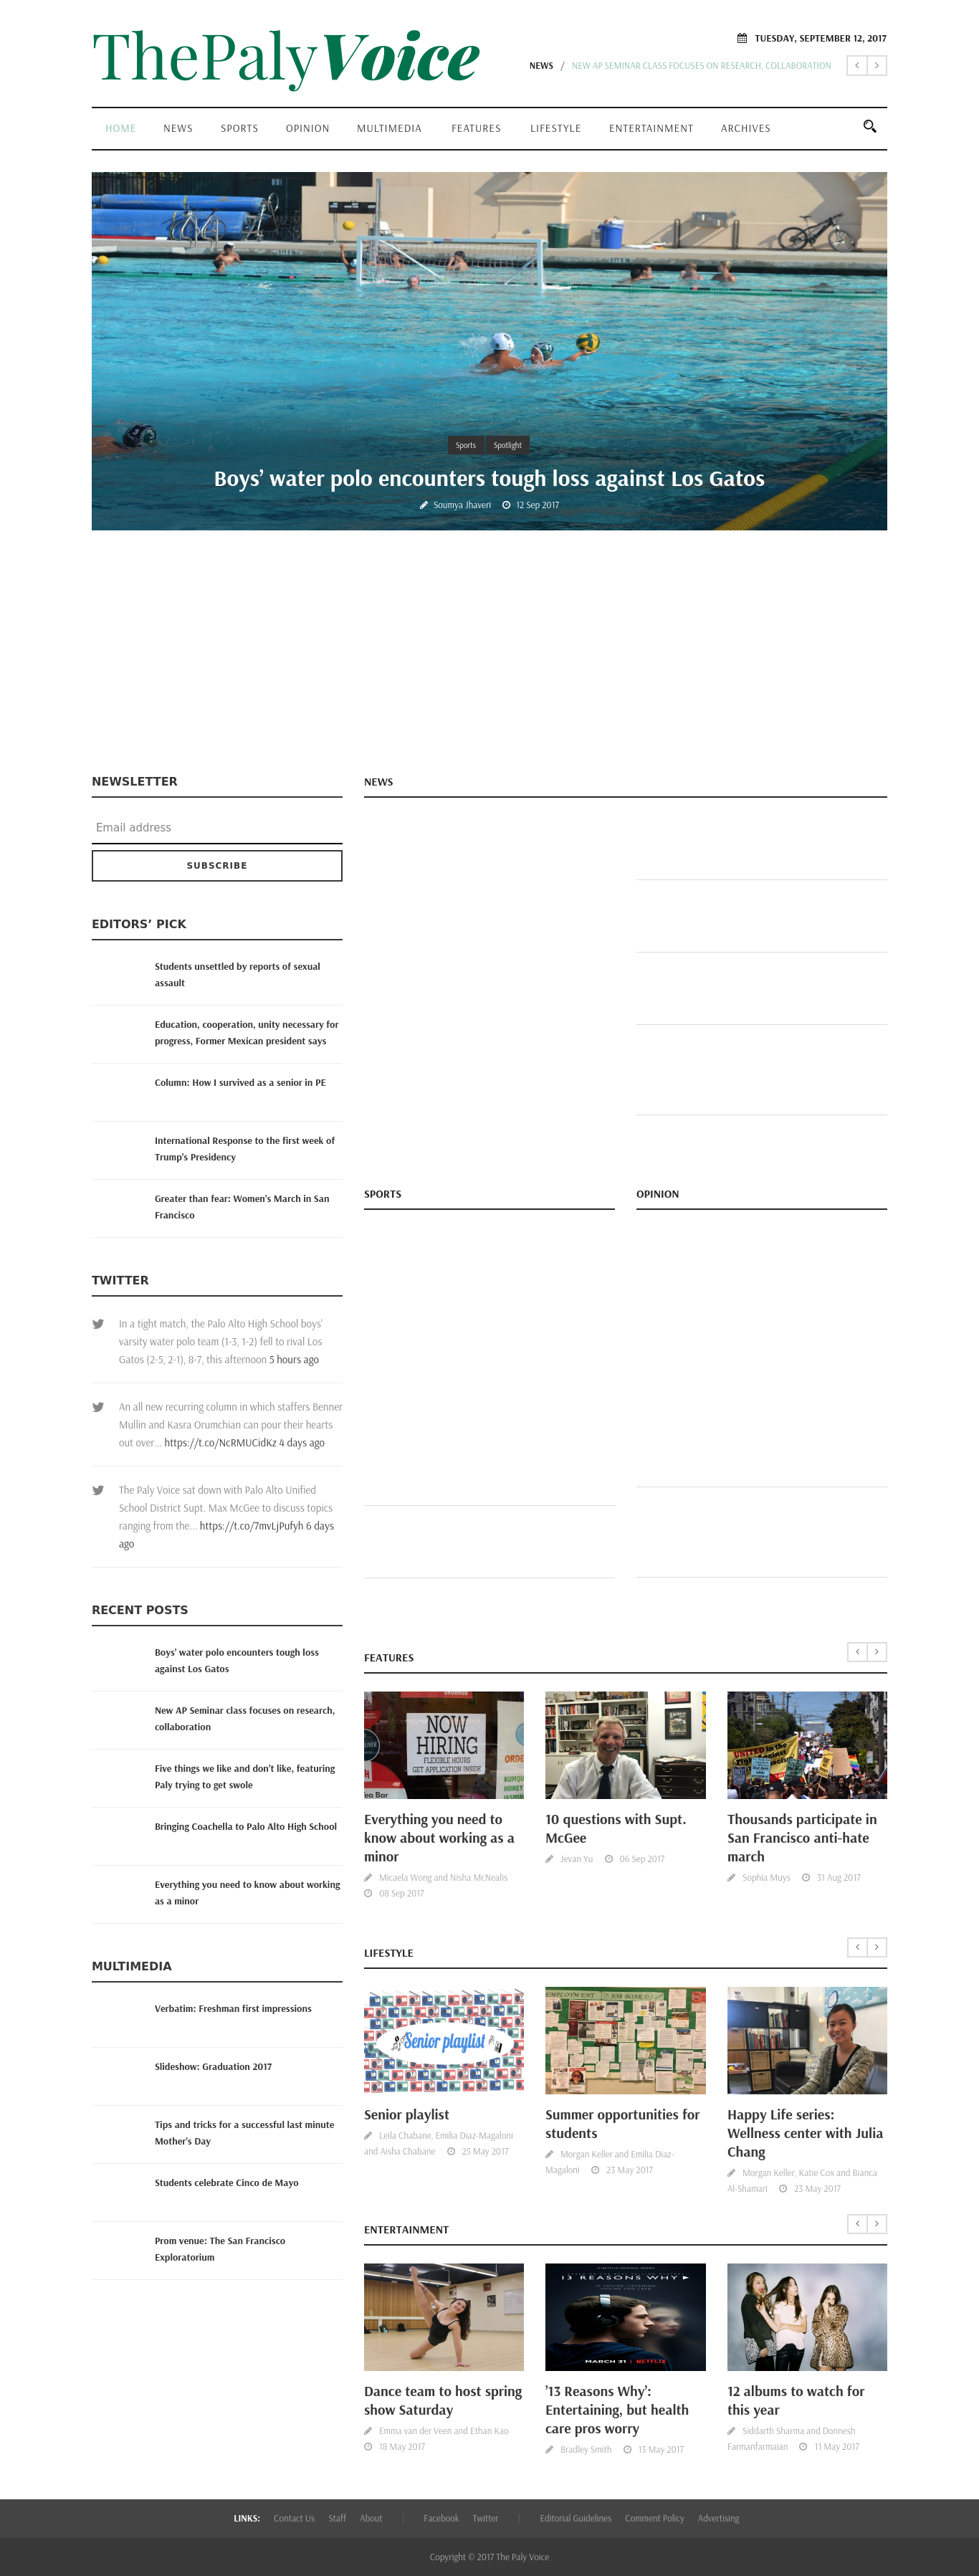 ThePalyVoice
TUESDAY, SEPTEMBER 12, 2017
NEWS / NEW AP SEMINAR CLASS FOCUSES ON RESEARCH, COLLABORATION
HOME NEWS SPORTS OPINION MULTIMEDIA FEATURES LIFESTYLE ENTERTAINMENT ARCHIVES
Sports Spotlight
Boys’ water polo encounters tough loss against Los Gatos
Soumya Jhaveri 12 Sep 2017
NEWSLETTER
Email address
SUBSCRIBE
EDITORS’ PICK
Students unsettled by reports of sexual
assault
Education, cooperation, unity necessary for
progress, Former Mexican president says
Column: How I survived as a senior in PE
International Response to the first week of
Trump’s Presidency
Greater than fear: Women’s March in San
Francisco
TWITTER
In a tight match, the Palo Alto High School boys’
varsity water polo team (1-3, 1-2) fell to rival Los
Gatos (2-5, 2-1), 8-7, this afternoon 5 hours ago
An all new recurring column in which staffers Benner
Mullin and Kasra Orumchian can pour their hearts
out over… https://t.co/NcRMUCidKz 4 days ago
The Paly Voice sat down with Palo Alto Unified
School District Supt. Max McGee to discuss topics
ranging from the… https://t.co/7mvLjPufyh 6 days
ago
RECENT POSTS
Boys’ water polo encounters tough loss
against Los Gatos
New AP Seminar class focuses on research,
collaboration
Five things we like and don’t like, featuring
Paly trying to get swole
Bringing Coachella to Palo Alto High School
Everything you need to know about working
as a minor
MULTIMEDIA
Verbatim: Freshman first impressions
Slideshow: Graduation 2017
Tips and tricks for a successful last minute
Mother’s Day
Students celebrate Cinco de Mayo
Prom venue: The San Francisco
Exploratorium
NEWS
SPORTS
OPINION
FEATURES
NOW
HIRING
FLEXIBLE HOURS
GET APPLICATION INSIDE
Everything you need to
know about working as a
minor
Micaela Wong and Nisha McNealis
08 Sep 2017
10 questions with Supt.
McGee
Jevan Yu 06 Sep 2017
Thousands participate in
San Francisco anti-hate
march
Sophia Muys 31 Aug 2017
LIFESTYLE
Senior playlist
Senior playlist
Leila Chabane, Emilia Diaz-Magaloni
and Aisha Chabane 25 May 2017
EMPLOYMENT JOB BOARD
Summer opportunities for
students
Morgan Keller and Emilia Diaz-
Magaloni 23 May 2017
Happy Life series:
Wellness center with Julia
Chang
Morgan Keller, Katie Cox and Bianca
Al-Shamari 23 May 2017
ENTERTAINMENT
Dance team to host spring
show Saturday
Emma van der Veen and Ethan Kao
18 May 2017
13 REASONS WHY
MARCH 31 | NETFLIX
’13 Reasons Why’:
Entertaining, but health
care pros worry
Bradley Smith 13 May 2017
12 albums to watch for
this year
Siddarth Sharma and Donnesh
Farmanfarmaian 11 May 2017
LINKS: Contact Us Staff About | Facebook Twitter | Editorial Guidelines Comment Policy Advertising
Copyright © 2017 The Paly Voice